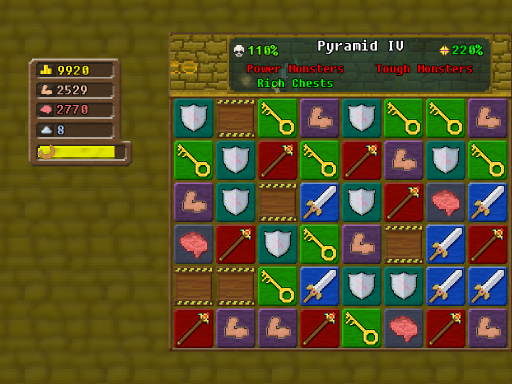 Pyramid IV
110%
220%
Power Monsters
Tough Monsters
Rich Chests
9920
2529
2770
8